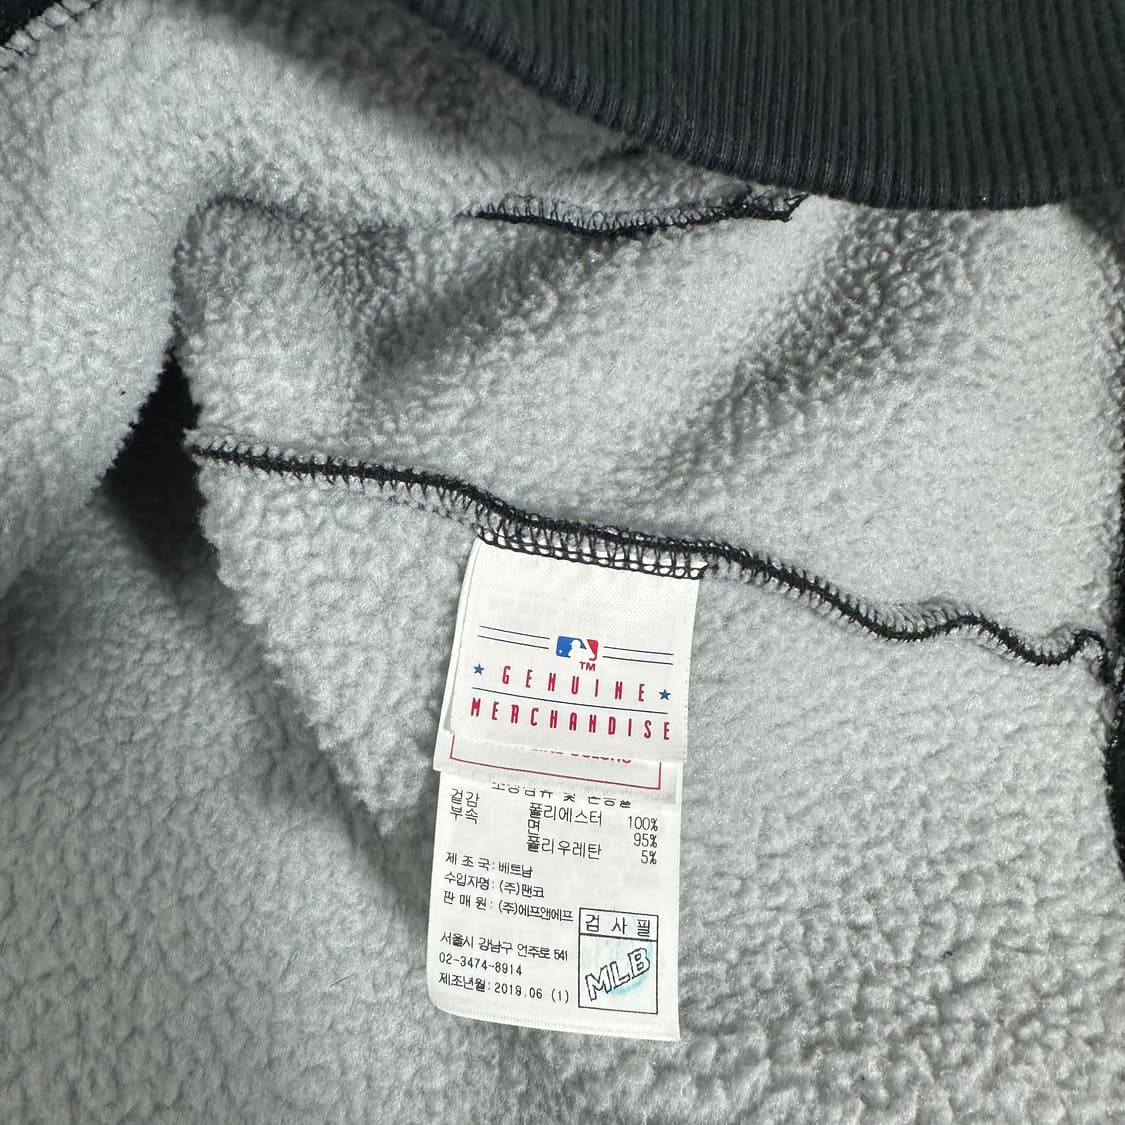 TM
GENUINE
MERCHANDISE
겉감 폴리에스터 100%
부속 면 95%
폴리우레탄 5%
제 조 국: 베트남
수입자명: (주)팬코
판 매 원: (주)에프앤에프
검 사 필
MLB
서울시 강남구 언주로 541
02-3474-8914
제조년월: 2019.06 (1)